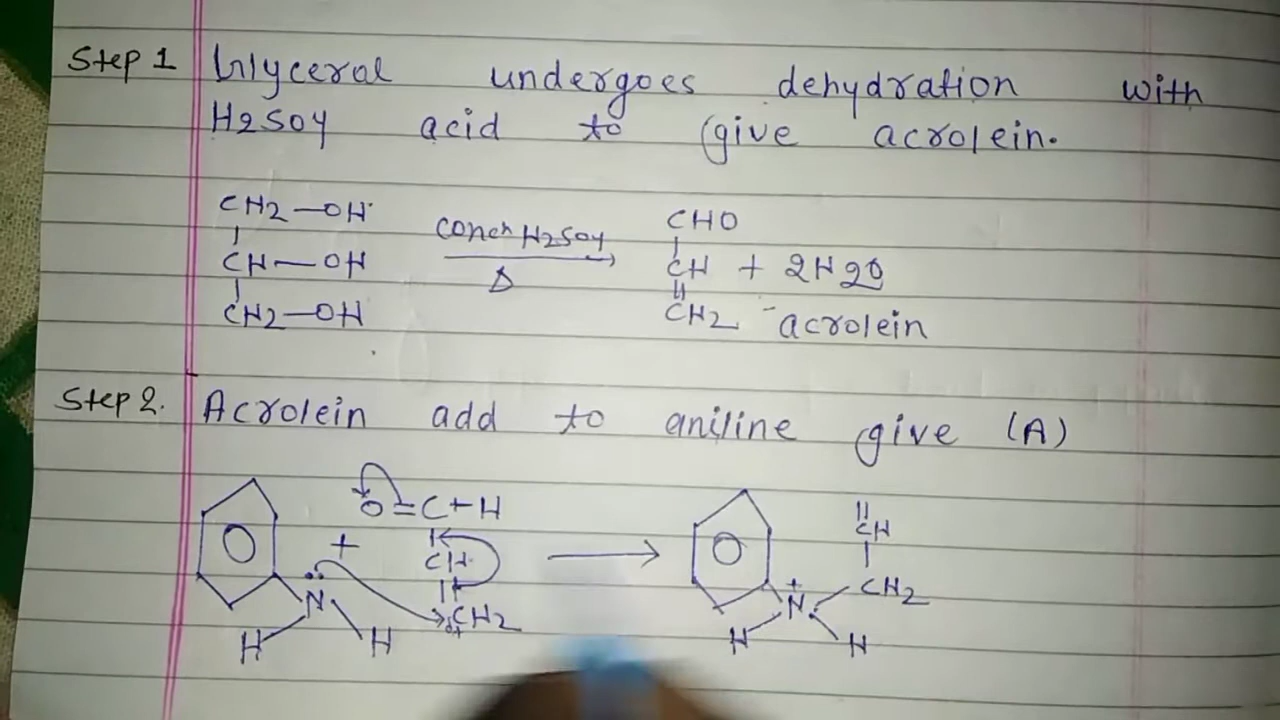 Step 1 Glyceral undergoes dehydration with
H2SO4 acid to give acrolein.
CH2-OH
CH-OH
CH2-OH
concn H2SO4
Δ
CHO
CH + 2H2O
CH2 acrolein
Step 2. Acrolein add to aniline give (A)
O=C-H
+
CH
N
δ+ CH2
H H
CH
CH2
+
N
H H